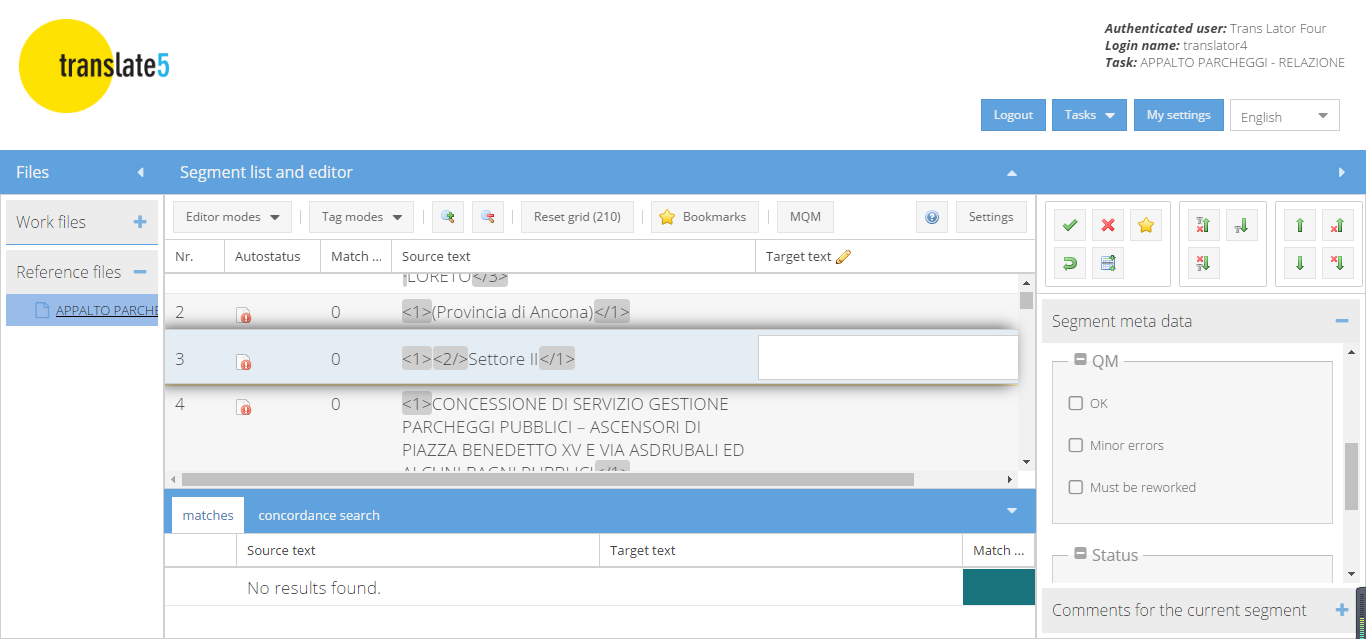 translate5
Authenticated user: Trans Lator Four
Login name: translator4
Task: APPALTO PARCHEGGI - RELAZIONE
Logout
Tasks
My settings
English
Files
Segment list and editor
Work files
Reference files
APPALTO PARCHE
Editor modes
Tag modes
Reset grid (210)
Bookmarks
MQM
Settings
Nr.
Autostatus
Match ...
Source text
Target text
LORETO</3>
2 0 <1>(Provincia di Ancona)</1>
3 0 <1><2/>Settore II</1>
4 0 <1>CONCESSIONE DI SERVIZIO GESTIONE
PARCHEGGI PUBBLICI – ASCENSORI DI
PIAZZA BENEDETTO XV E VIA ASDRUBALI ED
ALCUNI BAGNI PUBBLICI</1>
matches
concordance search
Source text
Target text
Match ...
No results found.
Segment meta data
QM
OK
Minor errors
Must be reworked
Status
Comments for the current segment